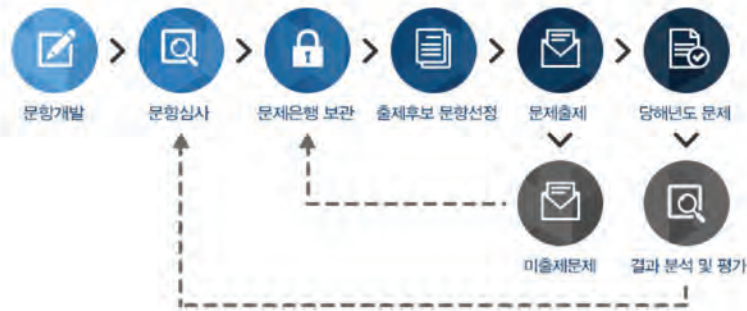 문항개발
문항심사
문제은행 보관
출제후보 문항선정
문제출제
당해년도 문제
미출제문제
결과 분석 및 평가